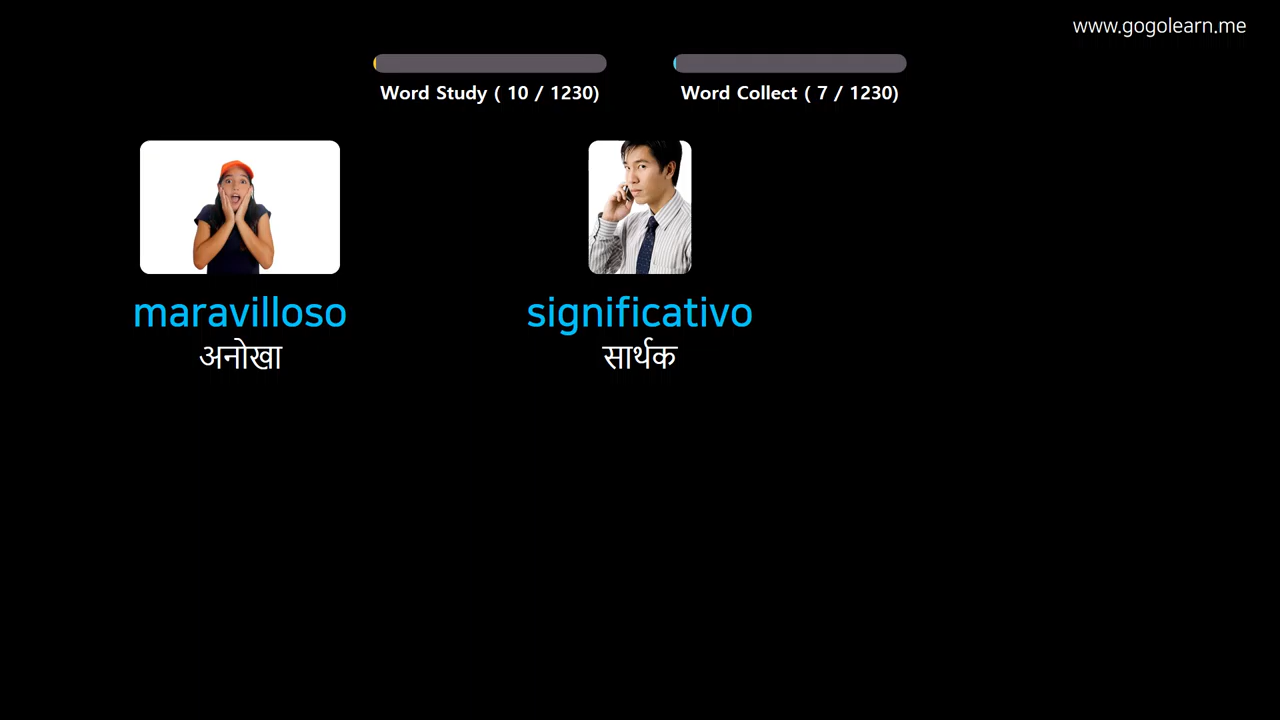 www.gogolearn.me
Word Study ( 10 / 1230)
Word Collect ( 7 / 1230)
maravilloso
अनोखा
significativo
सार्थक